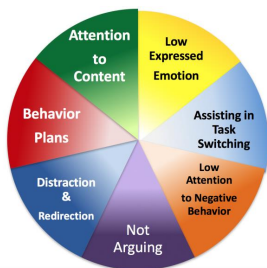 Attention
to
Content
Low
Expressed
Emotion
Assisting in
Task
Switching
Low
Attention
to Negative
Behavior
Not
Arguing
Distraction
&
Redirection
Behavior
Plans